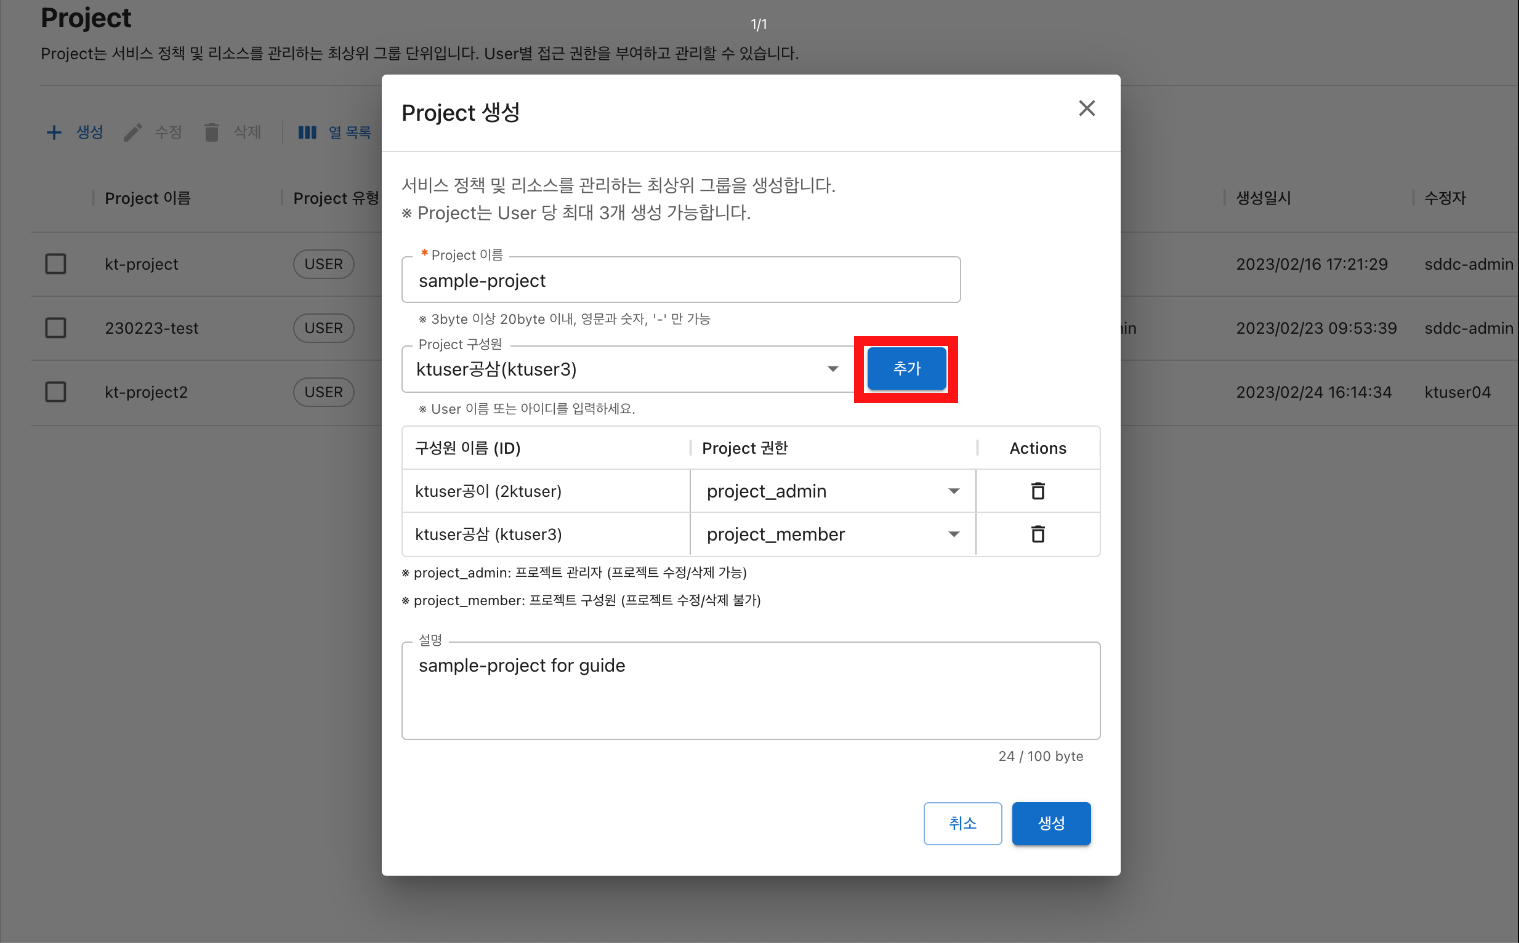 Project
1/1
Project는 서비스 정책 및 리소스를 관리하는 최상위 그룹 단위입니다. User별 접근 권한을 부여하고 관리할 수 있습니다.
Project 생성
생성 수정 삭제 열 목록
서비스 정책 및 리소스를 관리하는 최상위 그룹을 생성합니다.
※ Project는 User 당 최대 3개 생성 가능합니다.
Project 이름 Project 유형 생성일시 수정자
* Project 이름
sample-project
kt-project USER 2023/02/16 17:21:29 sddc-admin
※ 3byte 이상 20byte 이내, 영문과 숫자, '-' 만 가능
230223-test USER in 2023/02/23 09:53:39 sddc-admin
Project 구성원
ktuser공삼(ktuser3) 추가
kt-project2 USER 2023/02/24 16:14:34 ktuser04
※ User 이름 또는 아이디를 입력하세요.
구성원 이름 (ID) Project 권한 Actions
ktuser공이 (2ktuser) project_admin
ktuser공삼 (ktuser3) project_member
※ project_admin: 프로젝트 관리자 (프로젝트 수정/삭제 가능)
※ project_member: 프로젝트 구성원 (프로젝트 수정/삭제 불가)
설명
sample-project for guide
24 / 100 byte
취소 생성